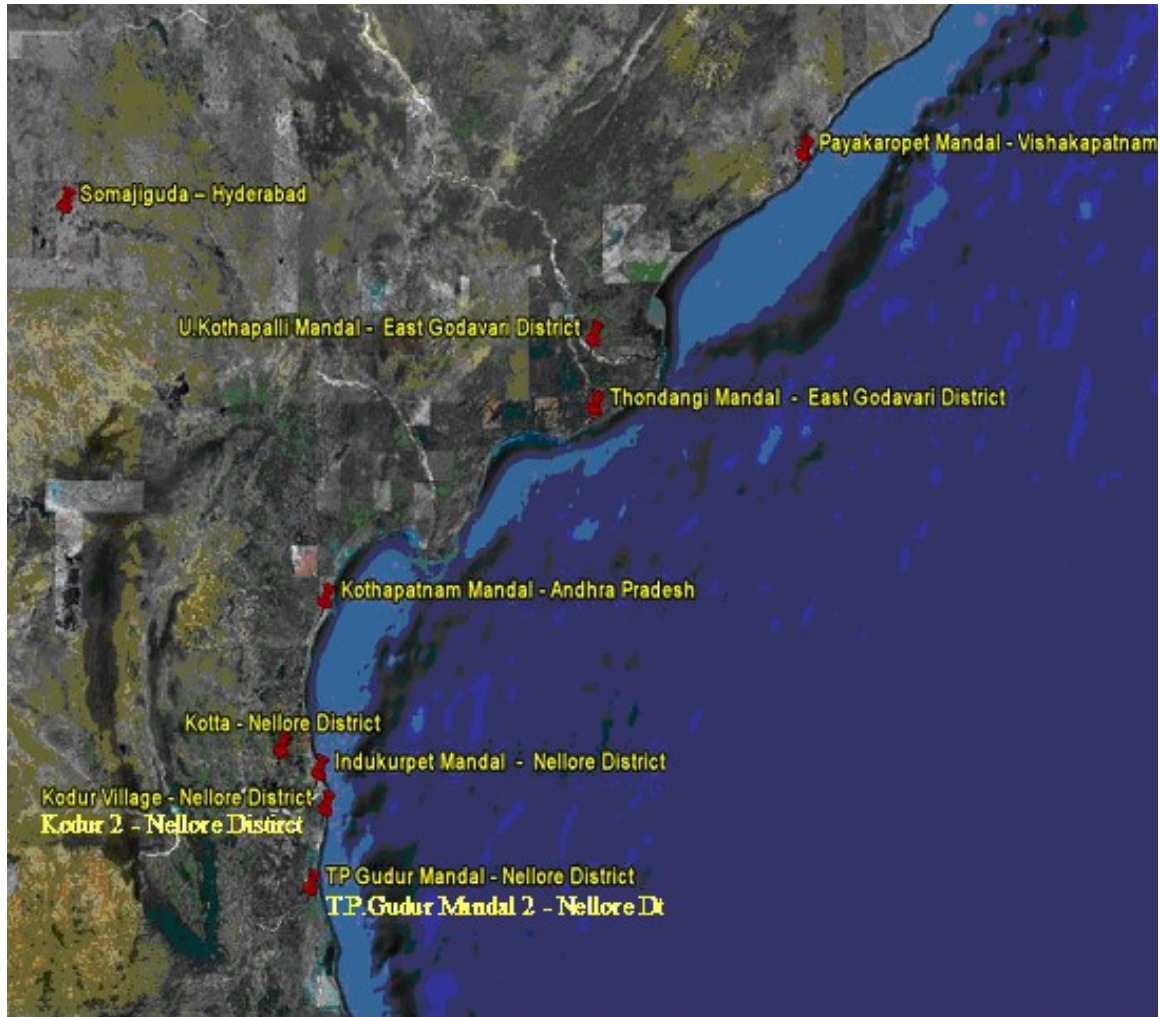 Payakaropet Mandal - Vishakapatnam
Somajiguda – Hyderabad
U.Kothapalli Mandal - East Godavari District
Thondangi Mandal - East Godavari District
Kothapatnam Mandal - Andhra Pradesh
Kotta - Nellore District
Indukurpet Mandal - Nellore District
Kodur Village - Nellore District
Kodur 2 - Nellore Distirct
TP Gudur Mandal - Nellore District
T.P.Gudur Mandal 2 - Nellore Dt